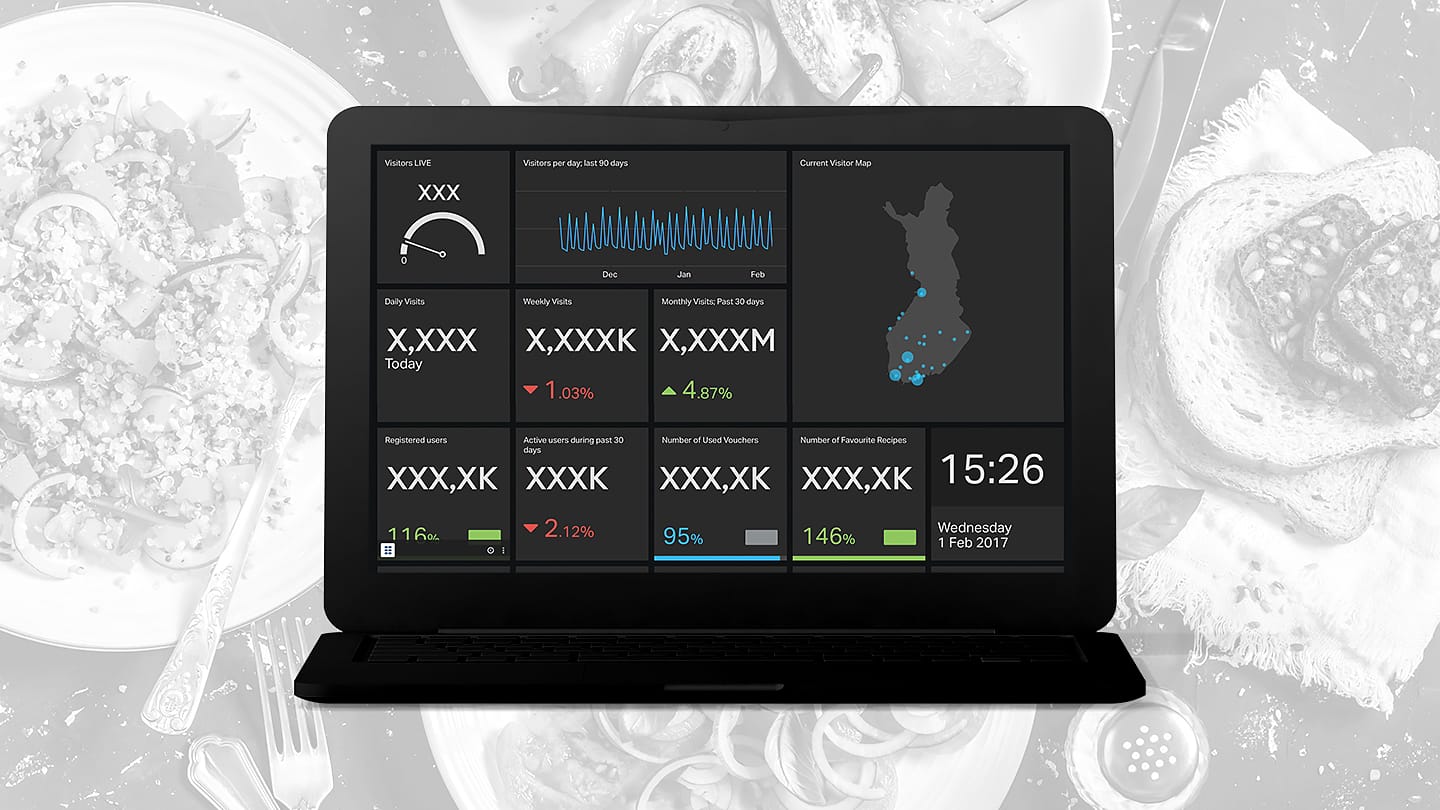 Visitors LIVE
XXX
0
Visitors per day; last 90 days
Dec Jan Feb
Current Visitor Map
Daily Visits
X,XXX
Today
Weekly Visits
X,XXXK
1.03%
Monthly Visits; Past 30 days
X,XXXM
4.87%
Registered users
XXX,XK
116%
Active users during past 30
days
XXXK
2.12%
Number of Used Vouchers
XXX,XK
95%
Number of Favourite Recipes
XXX,XK
146%
15:26
Wednesday
1 Feb 2017